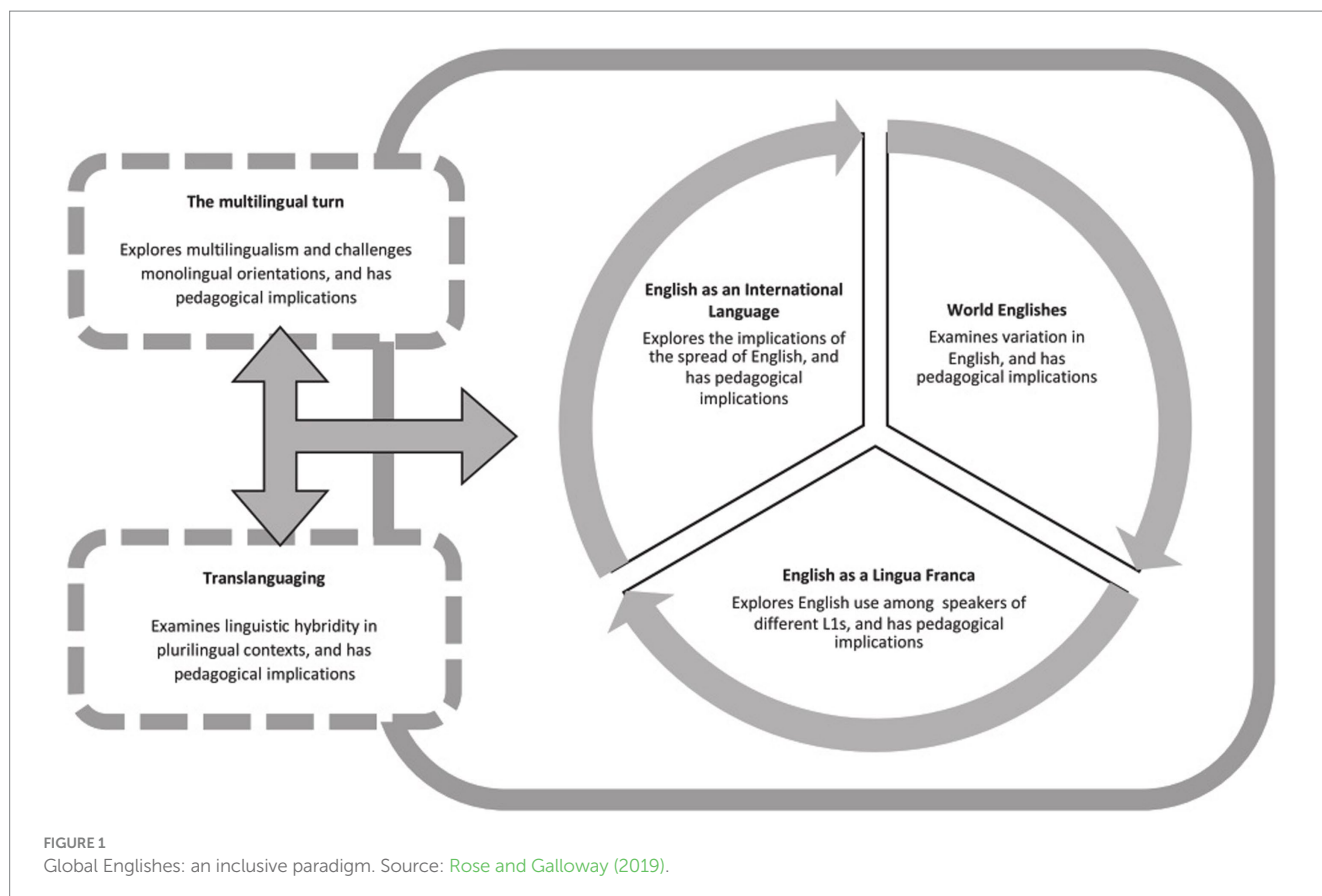 The multilingual turn
Explores multilingualism and challenges
monolingual orientations, and has
pedagogical implications
Translanguaging
Examines linguistic hybridity in
plurilingual contexts, and has
pedagogical implications
English as an International
Language
Explores the implications of
the spread of English, and
has pedagogical
implications
World Englishes
Examines variation in
English, and has
pedagogical implications
English as a Lingua Franca
Explores English use among speakers of
different L1s, and has pedagogical
implications
FIGURE 1
Global Englishes: an inclusive paradigm. Source: Rose and Galloway (2019).